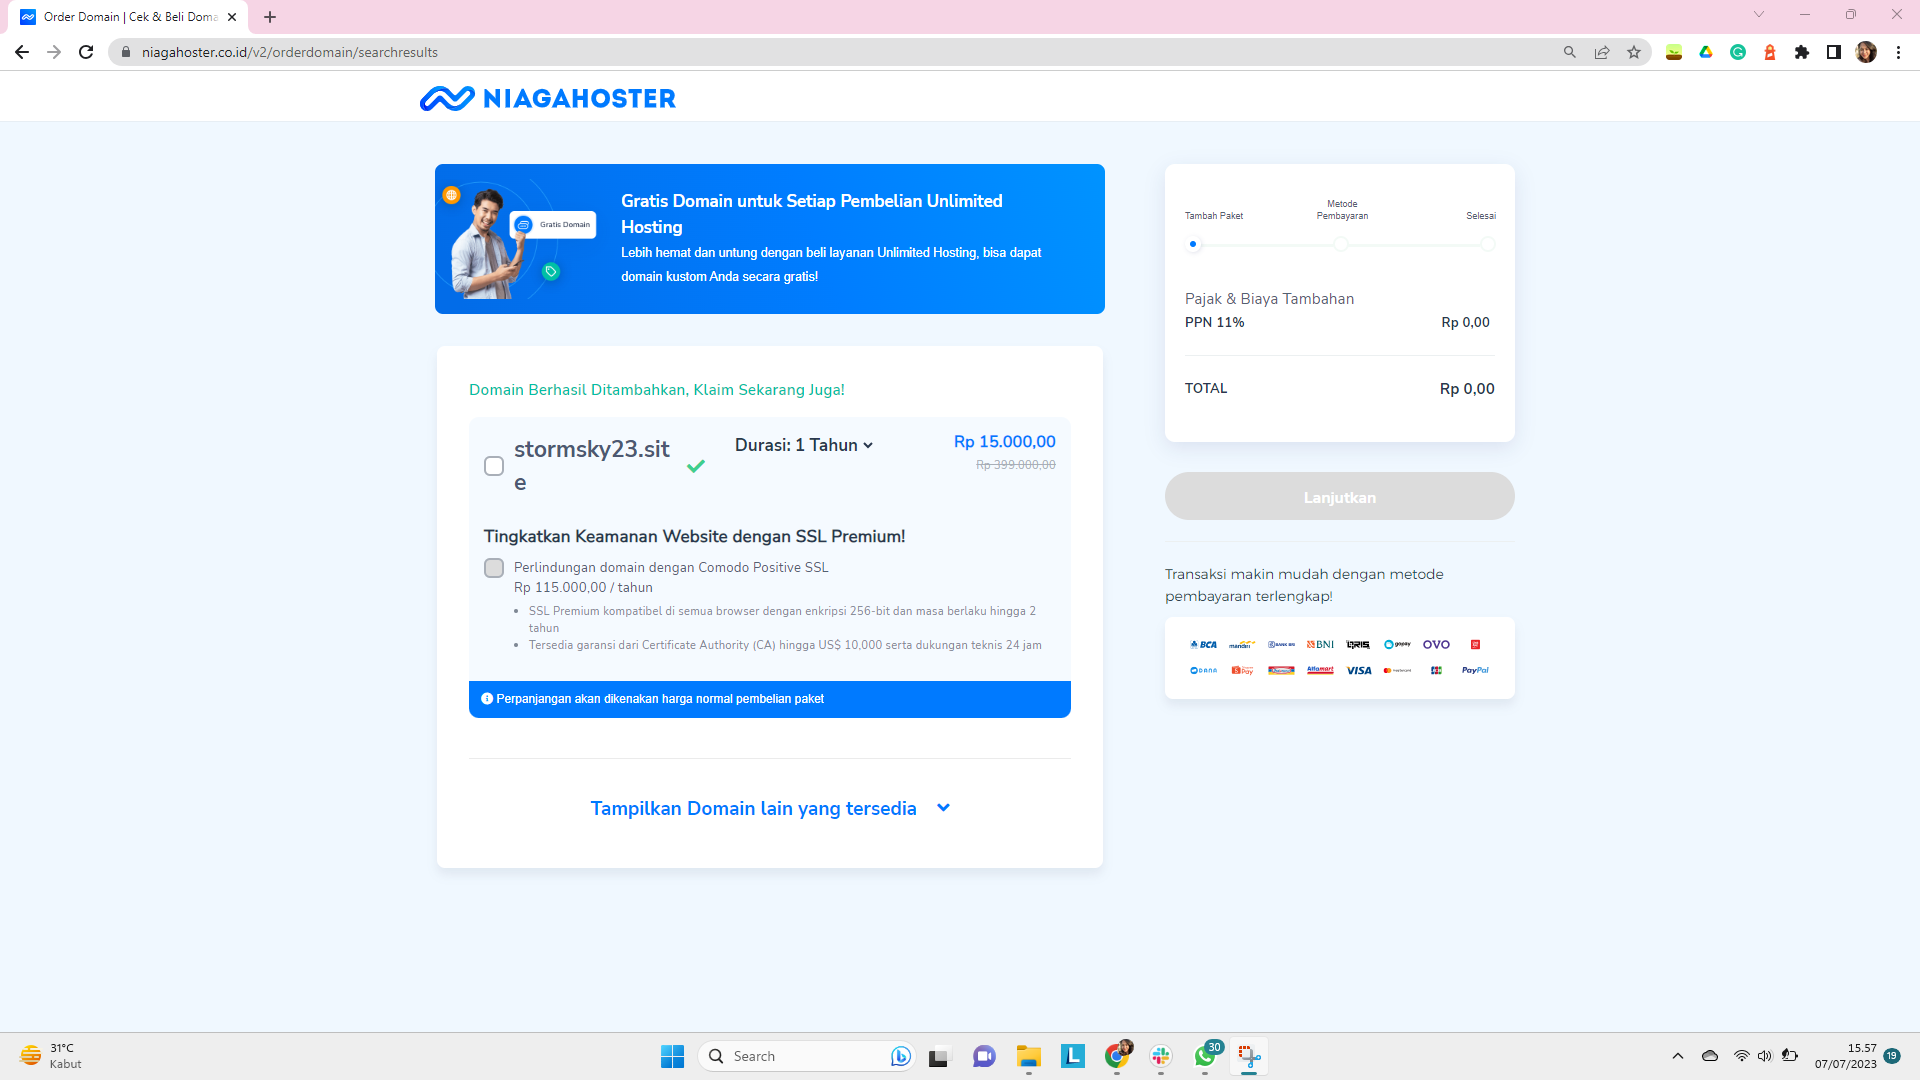 Order Domain | Cek & Beli Doma
niagahoster.co.id/v2/orderdomain/searchresults
NIAGAHOSTER
Gratis Domain
Gratis Domain untuk Setiap Pembelian Unlimited
Hosting
Lebih hemat dan untung dengan beli layanan Unlimited Hosting, bisa dapat
domain kustom Anda secara gratis!
Domain Berhasil Ditambahkan, Klaim Sekarang Juga!
stormsky23.sit
e
Durasi: 1 Tahun
Rp 15.000,00
Rp 399.000,00
Tingkatkan Keamanan Website dengan SSL Premium!
Perlindungan domain dengan Comodo Positive SSL
Rp 115.000,00 / tahun
SSL Premium kompatibel di semua browser dengan enkripsi 256-bit dan masa berlaku hingga 2
tahun
Tersedia garansi dari Certificate Authority (CA) hingga US$ 10,000 serta dukungan teknis 24 jam
Perpanjangan akan dikenakan harga normal pembelian paket
Tampilkan Domain lain yang tersedia
Tambah Paket
Metode
Pembayaran
Selesai
Pajak & Biaya Tambahan
PPN 11% Rp 0,00
TOTAL Rp 0,00
Lanjutkan
Transaksi makin mudah dengan metode
pembayaran terlengkap!
BCA mandiri BANK BRI BNI QRIS gopay OVO
DANA Pay Alfamart VISA mastercard JCB PayPal
31°C
Kabut
Search
30
15.57
07/07/2023
19